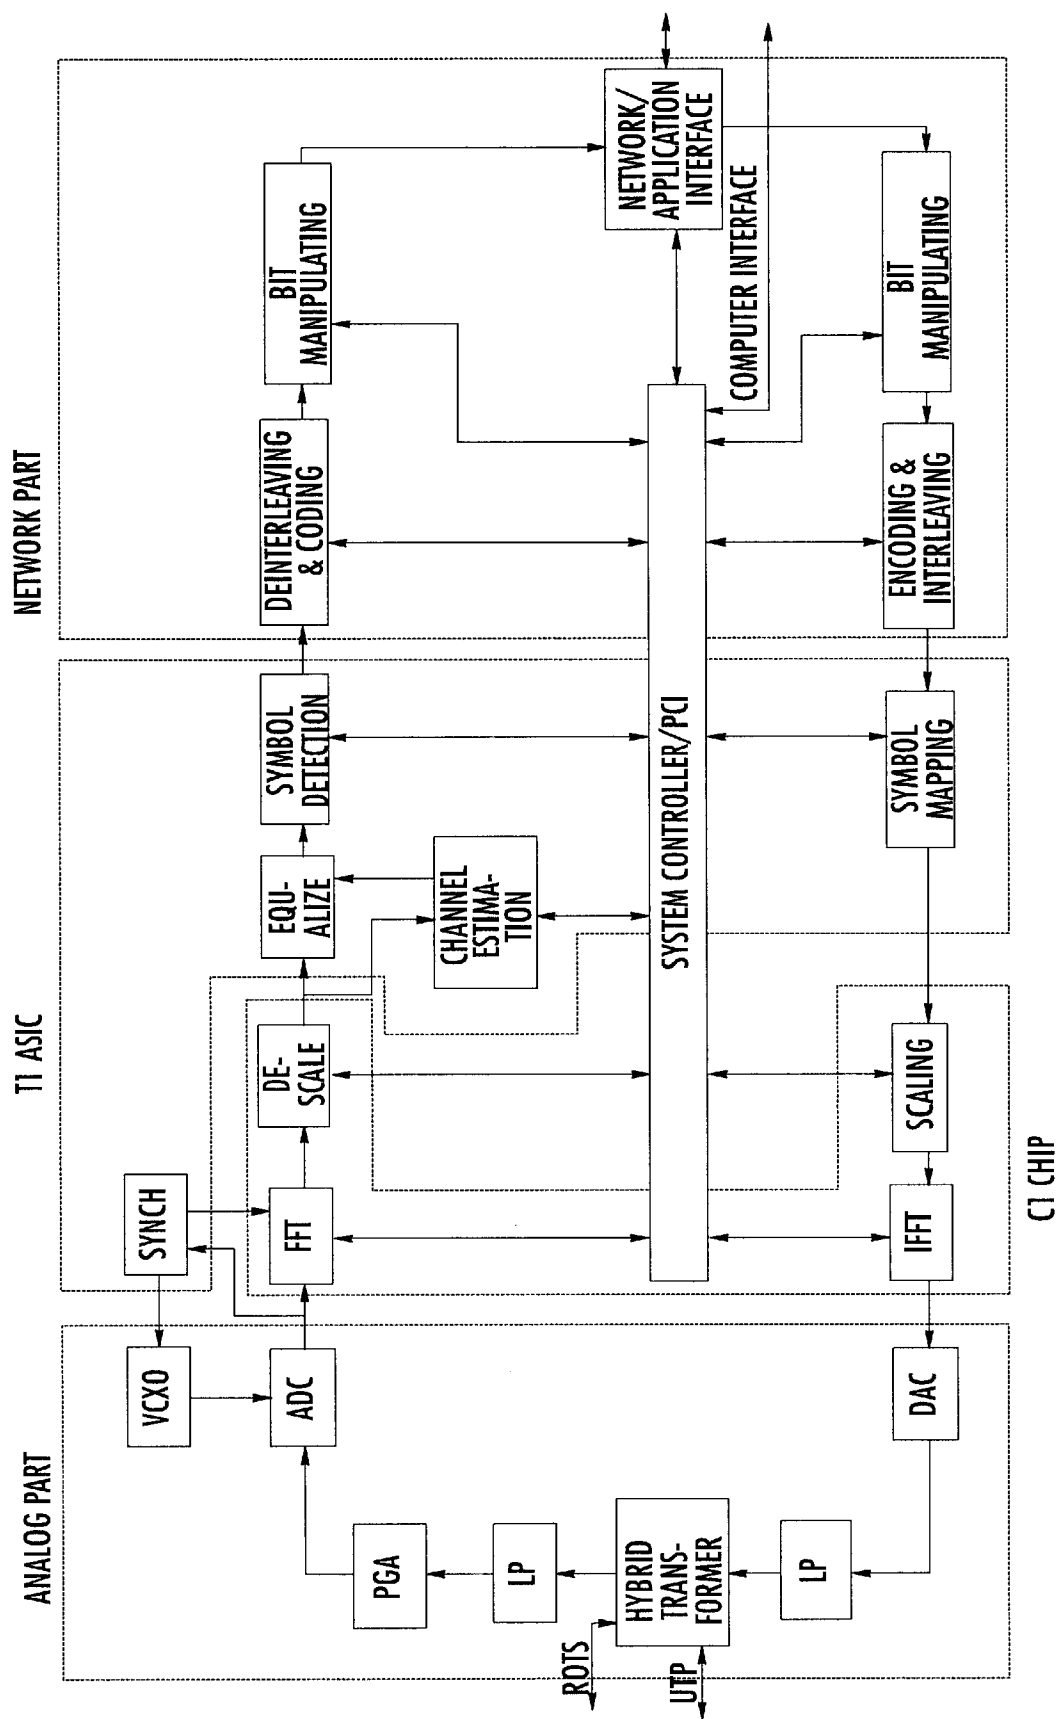 ANALOG PART
T1 ASIC
NETWORK PART
VCXO
SYNCH
ADC
FFT
DE-
SCALE
EQU-
ALIZE
SYMBOL
DETECTION
DEINTERLEAVING
& CODING
BIT
MANIPULATING
PGA
CHANNEL
ESTIMA-
TION
LP
ROTS
UTP
HYBRID
TRANS-
FORMER
SYSTEM CONTROLLER/PCI
NETWORK/
APPLICATION
INTERFACE
COMPUTER INTERFACE
LP
DAC
IFFT
SCALING
SYMBOL
MAPPING
ENCODING &
INTERLEAVING
BIT
MANIPULATING
C1 CHIP